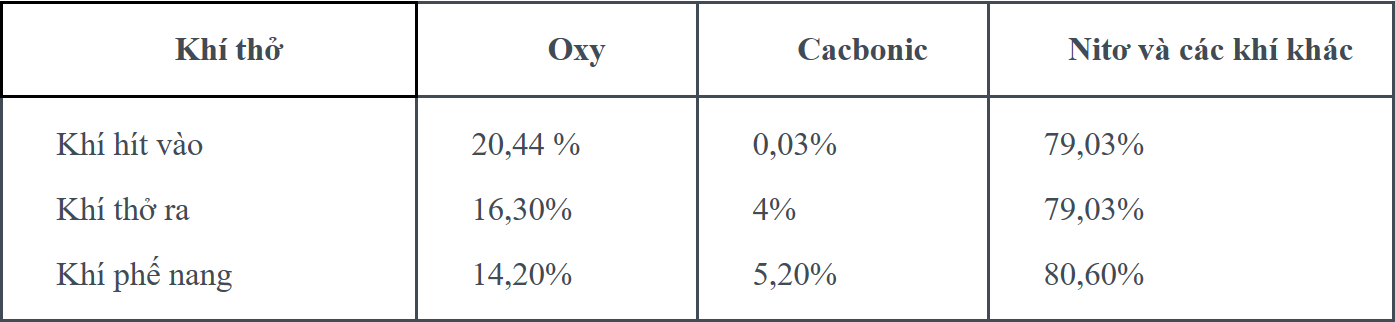 Khí thở Oxy Cacbonic Nitơ và các khí khác
Khí hít vào 20,44 % 0,03% 79,03%
Khí thở ra 16,30% 4% 79,03%
Khí phế nang 14,20% 5,20% 80,60%